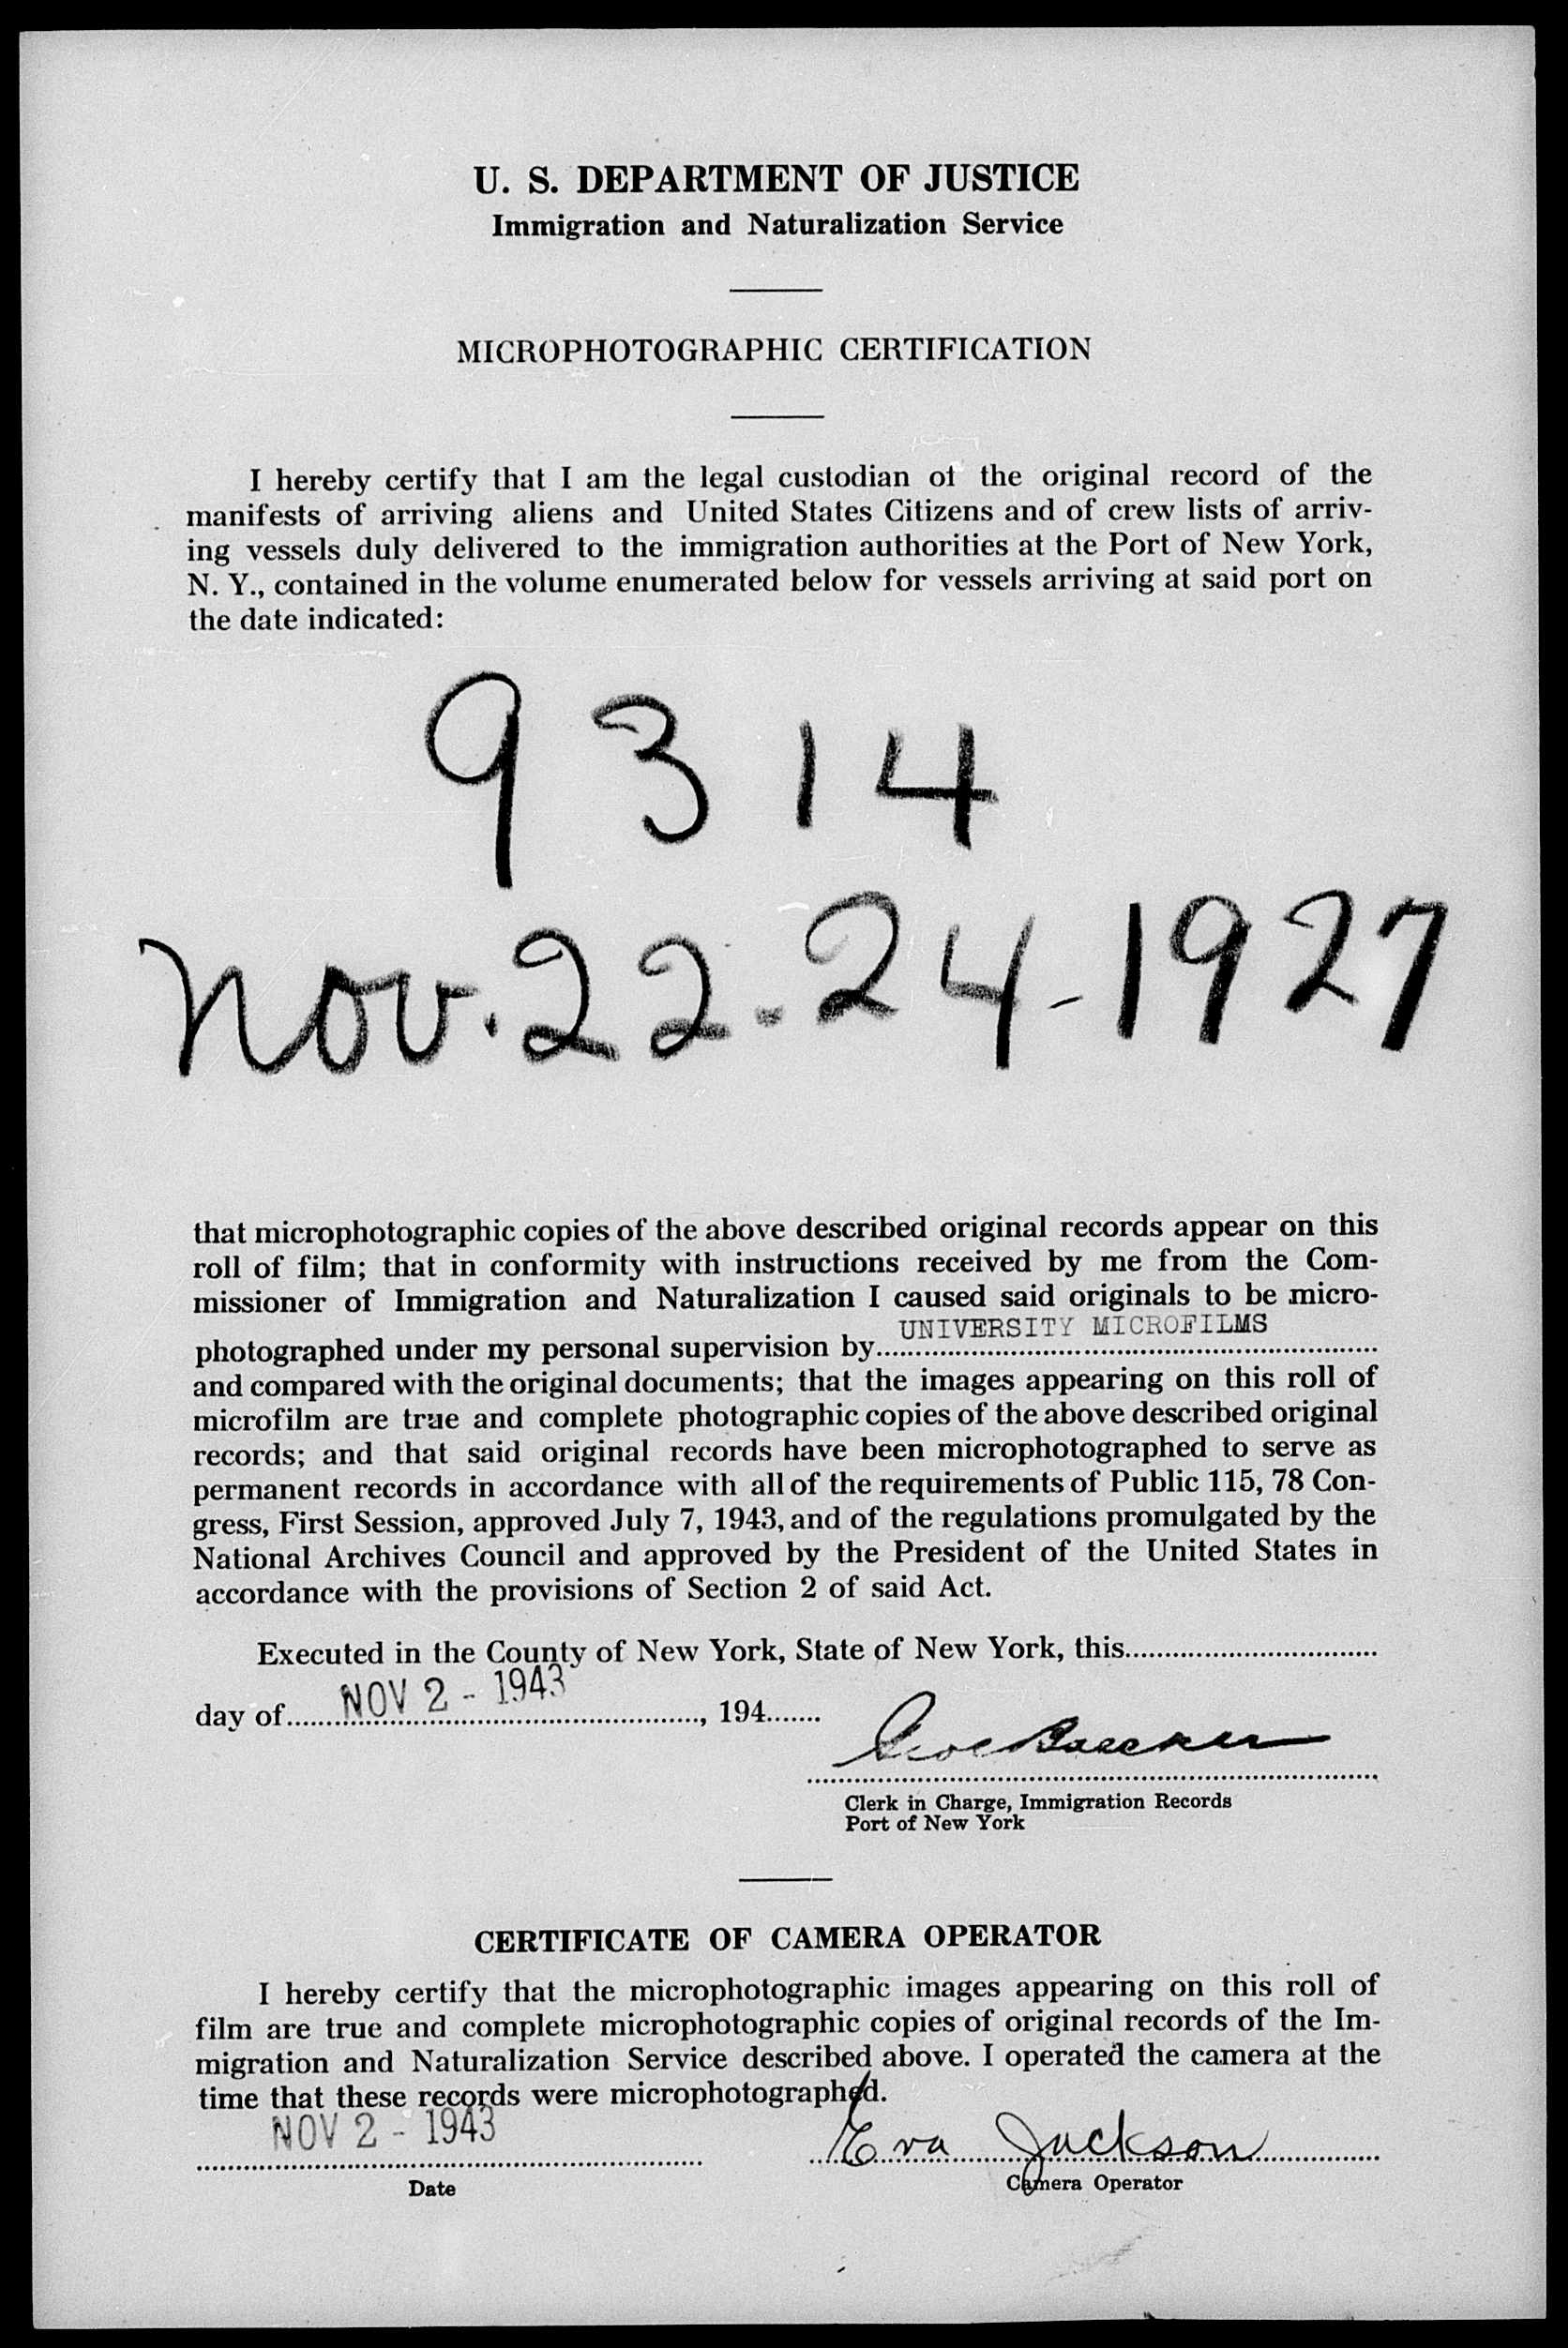 U. S. DEPARTMENT OF JUSTICE
Immigration and Naturalization Service
MICROPHOTOGRAPHIC CERTIFICATION
I hereby certify that I am the legal custodian of the original record of the
manifests of arriving aliens and United States Citizens and of crew lists of arriv-
ing vessels duly delivered to the immigration authorities at the Port of New York,
N. Y., contained in the volume enumerated below for vessels arriving at said port on
the date indicated:
9314
Nov. 22-24-1927
that microphotographic copies of the above described original records appear on this
roll of film; that in conformity with instructions received by me from the Com-
missioner of Immigration and Naturalization I caused said originals to be micro-
UNIVERSITY MICROFILMS
photographed under my personal supervision by
and compared with the original documents; that the images appearing on this roll of
microfilm are true and complete photographic copies of the above described original
records; and that said original records have been microphotographed to serve as
permanent records in accordance with all of the requirements of Public 115, 78 Con-
gress, First Session, approved July 7, 1943, and of the regulations promulgated by the
National Archives Council and approved by the President of the United States in
accordance with the provisions of Section 2 of said Act.
Executed in the County of New York, State of New York, this
day of NOV 2 - 1943, 194
Clerk in Charge, Immigration Records
Port of New York
CERTIFICATE OF CAMERA OPERATOR
I hereby certify that the microphotographic images appearing on this roll of
film are true and complete microphotographic copies of original records of the Im-
migration and Naturalization Service described above. I operated the camera at the
time that these records were microphotographed.
NOV 2 - 1943 Eva Jackson
Date Camera Operator